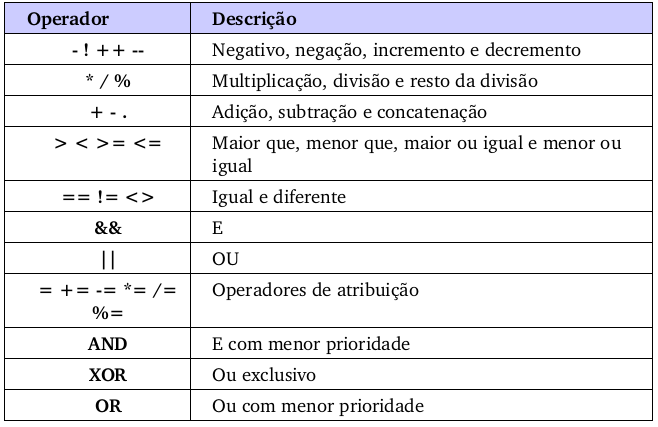 Operador Descrição
- ! ++ -- Negativo, negação, incremento e decremento
* / % Multiplicação, divisão e resto da divisão
+ - . Adição, subtração e concatenação
> < >= <= Maior que, menor que, maior ou igual e menor ou
igual
== != <> Igual e diferente
&& E
|| OU
= += -= *= /= Operadores de atribuição
%=
AND E com menor prioridade
XOR Ou exclusivo
OR Ou com menor prioridade